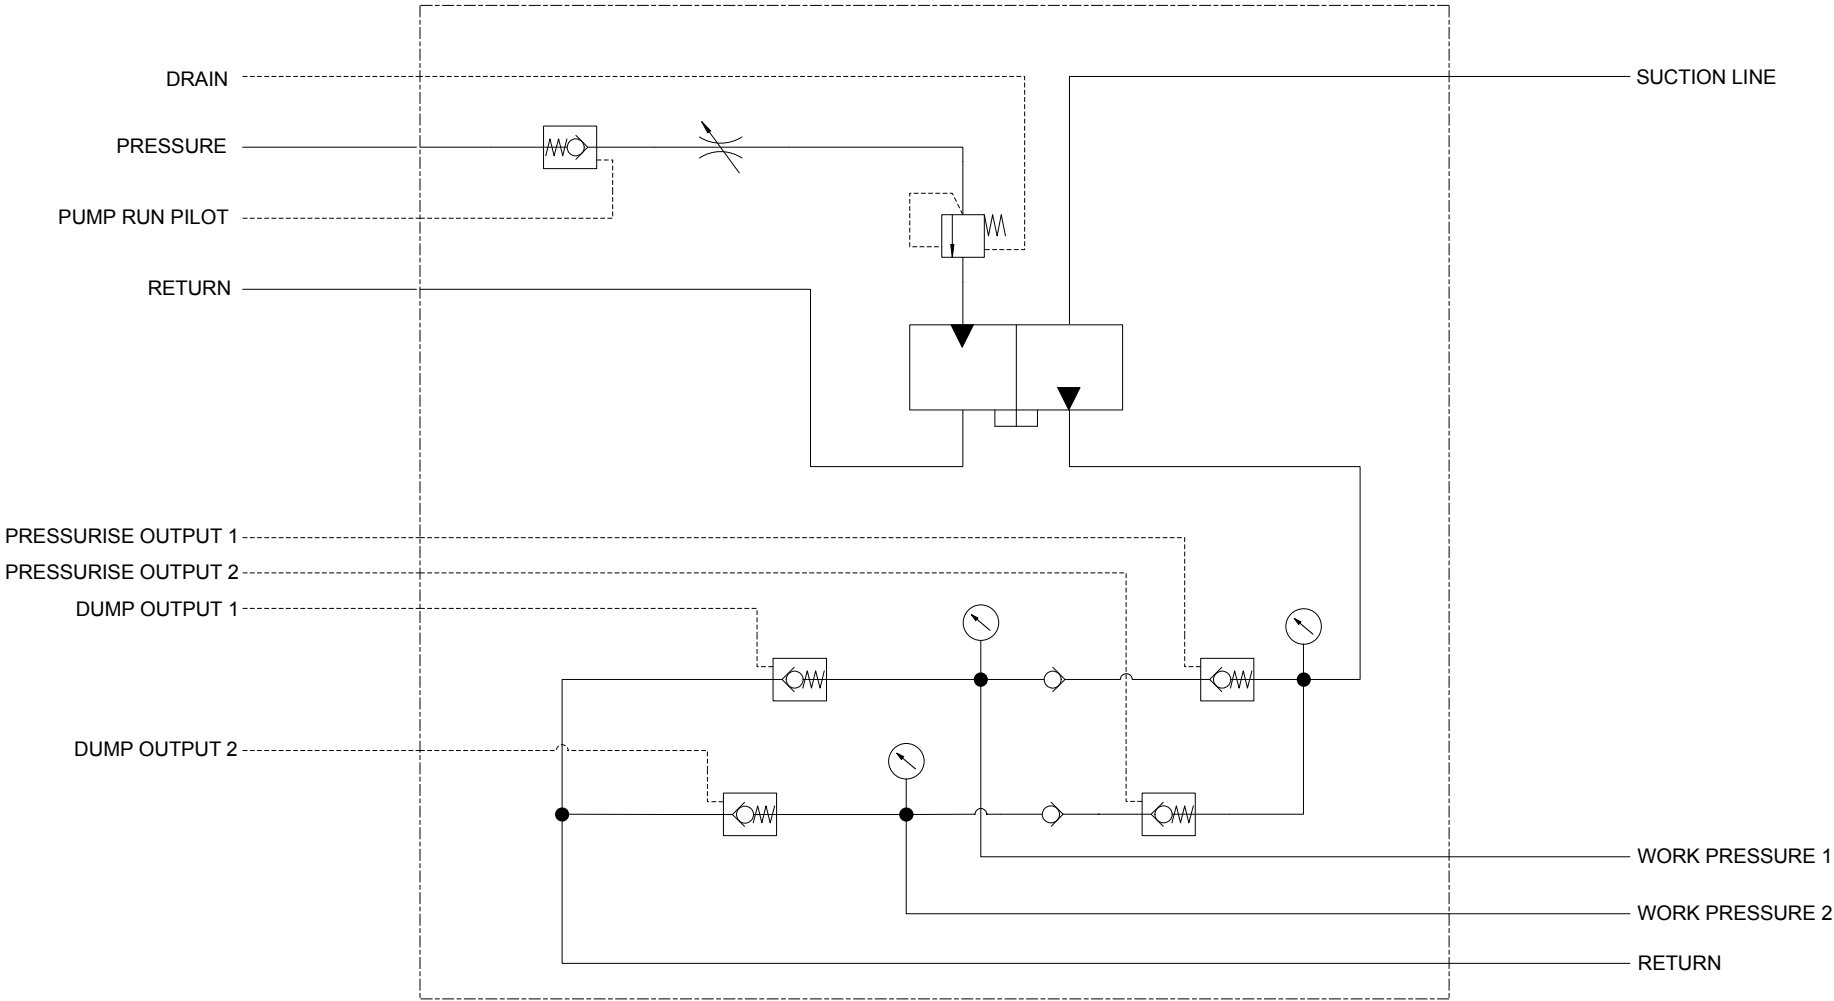 DRAIN
SUCTION LINE
PRESSURE
PUMP RUN PILOT
RETURN
PRESSURISE OUTPUT 1
PRESSURISE OUTPUT 2
DUMP OUTPUT 1
DUMP OUTPUT 2
WORK PRESSURE 1
WORK PRESSURE 2
RETURN